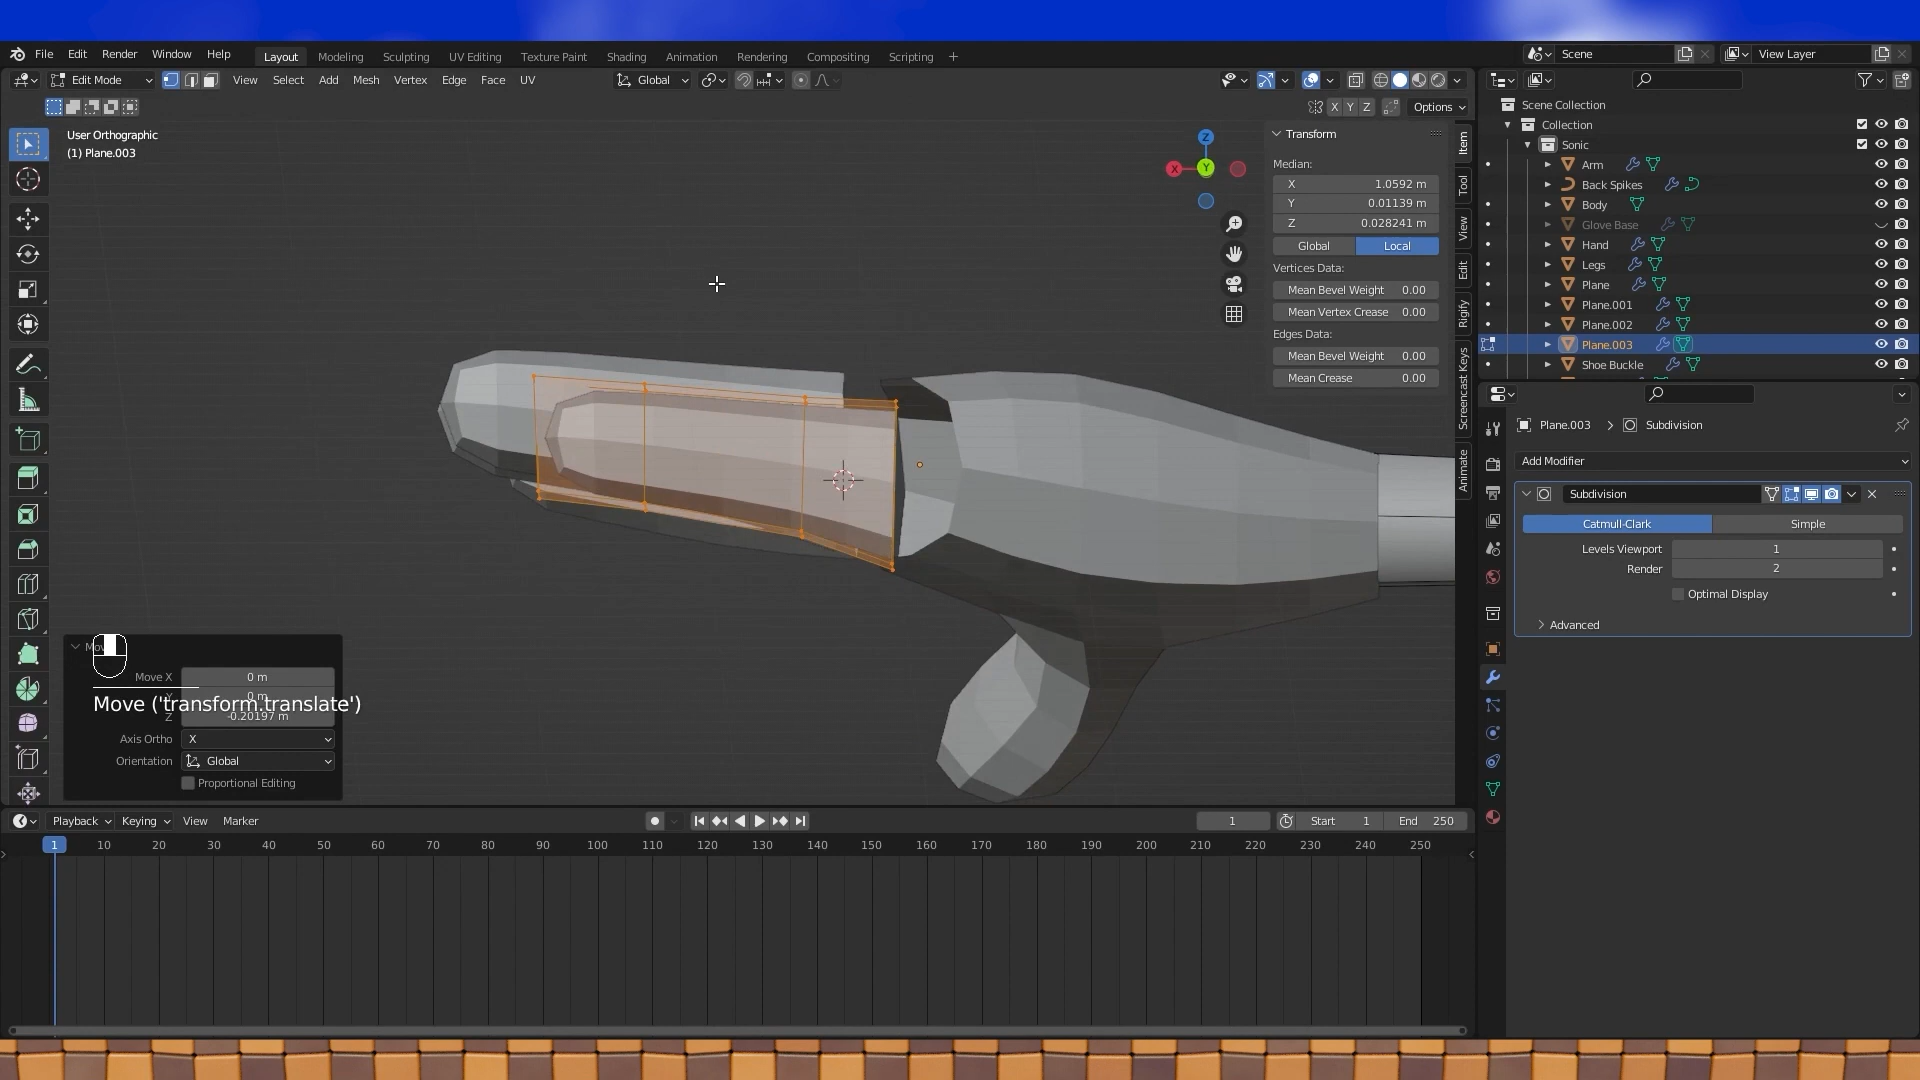 File Edit Render Window Help Layout Modeling Sculpting UV Editing Texture Paint Shading Animation Rendering Compositing Scripting + Scene View Layer
Edit Mode View Select Add Mesh Vertex Edge Face UV Global
X Y Z Options
User Orthographic
(1) Plane.003
Z
X
Y
Transform
Median:
X 1.0592 m
Y 0.01139 m
Z 0.028241 m
Global Local
Vertices Data:
Mean Bevel Weight 0.00
Mean Vertex Crease 0.00
Edges Data:
Mean Bevel Weight 0.00
Mean Crease 0.00
Item
Tool
View
Edit
Rigify
Screencast Keys
Animate
Scene Collection
Collection
Sonic
Arm
Back Spikes
Body
Glove Base
Hand
Legs
Plane
Plane.001
Plane.002
Plane.003
Shoe Buckle
Plane.003 Subdivision
Add Modifier
Subdivision
Catmull-Clark Simple
Levels Viewport 1
Render 2
Optimal Display
Advanced
Move X 0 m
0 m
Move ('transform.translate')
Z -0.20197 m
Axis Ortho X
Orientation Global
Proportional Editing
Playback Keying View Marker 1 Start 1 End 250
1 10 20 30 40 50 60 70 80 90 100 110 120 130 140 150 160 170 180 190 200 210 220 230 240 250